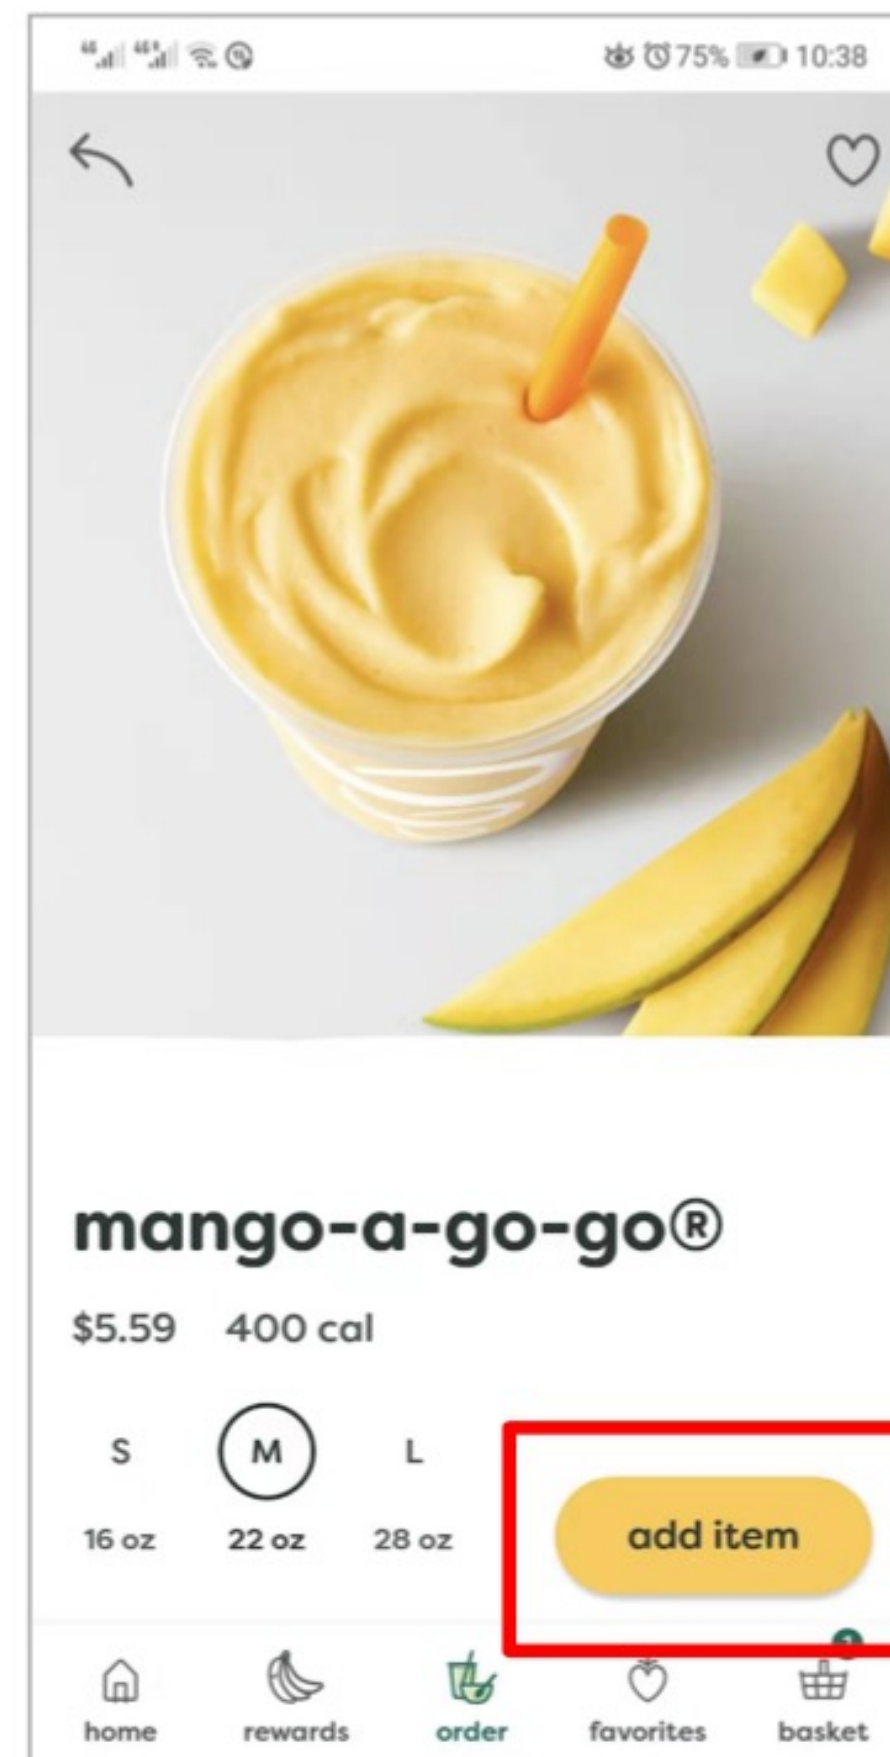 75% 10:38
mango-a-go-go®
$5.59 400 cal
S M L
16 oz 22 oz 28 oz
add item
home rewards order favorites basket